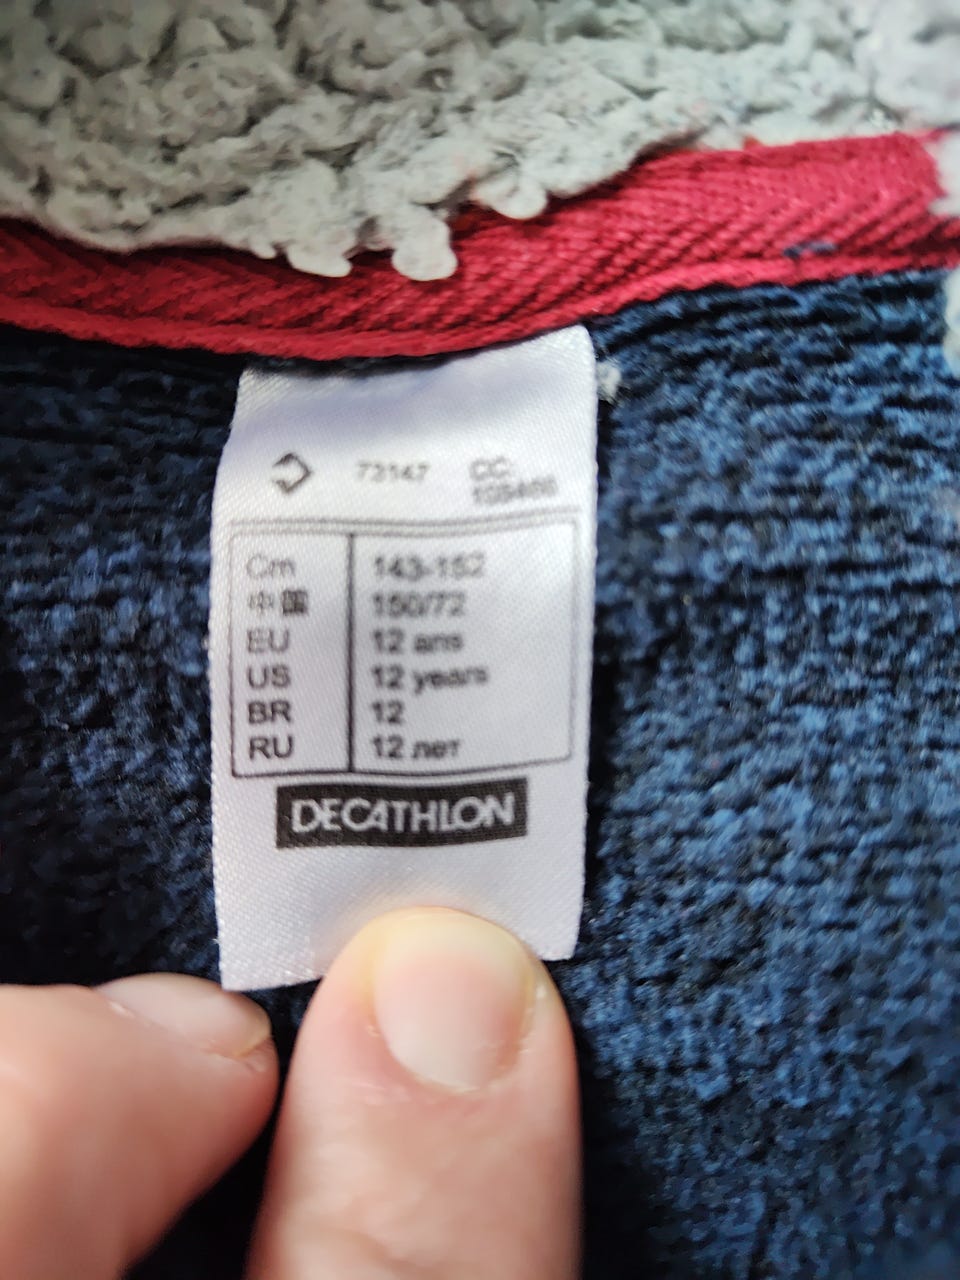 73147 CC:
Cm 143-152
中国 150/72
EU 12 ans
US 12 years
BR 12
RU 12 лет
DECATHLON